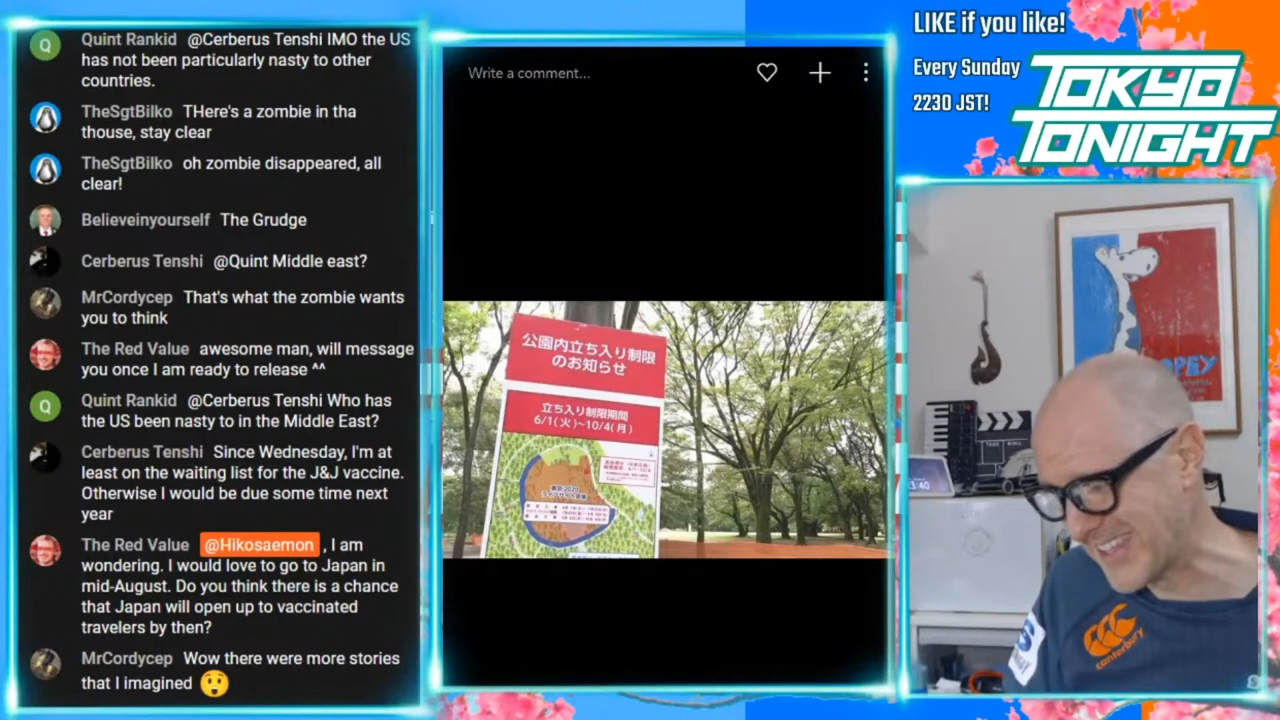 Quint Rankid @Cerberus Tenshi IMO the US
has not been particularly nasty to other
countries.
TheSgtBilko THere's a zombie in tha
thouse, stay clear
TheSgtBilko oh zombie disappeared, all
clear!
Believeinyourself The Grudge
Cerberus Tenshi @Quint Middle east?
MrCordycep That's what the zombie wants
you to think
The Red Value awesome man, will message
you once I am ready to release ^^
Quint Rankid @Cerberus Tenshi Who has
the US been nasty to in the Middle East?
Cerberus Tenshi Since Wednesday, I'm at
least on the waiting list for the J&J vaccine.
Otherwise I would be due some time next
year
The Red Value @Hikosaemon , I am
wondering. I would love to go to Japan in
mid-August. Do you think there is a chance
that Japan will open up to vaccinated
travelers by then?
MrCordycep Wow there were more stories
that I imagined 😲
Write a comment...
公園内立ち入り制限
のお知らせ
立ち入り制限期間
6/1(火)~10/4(月)
東京2020
LIKE if you like!
Every Sunday
2230 JST!
TOKYO
TONIGHT
canterbury